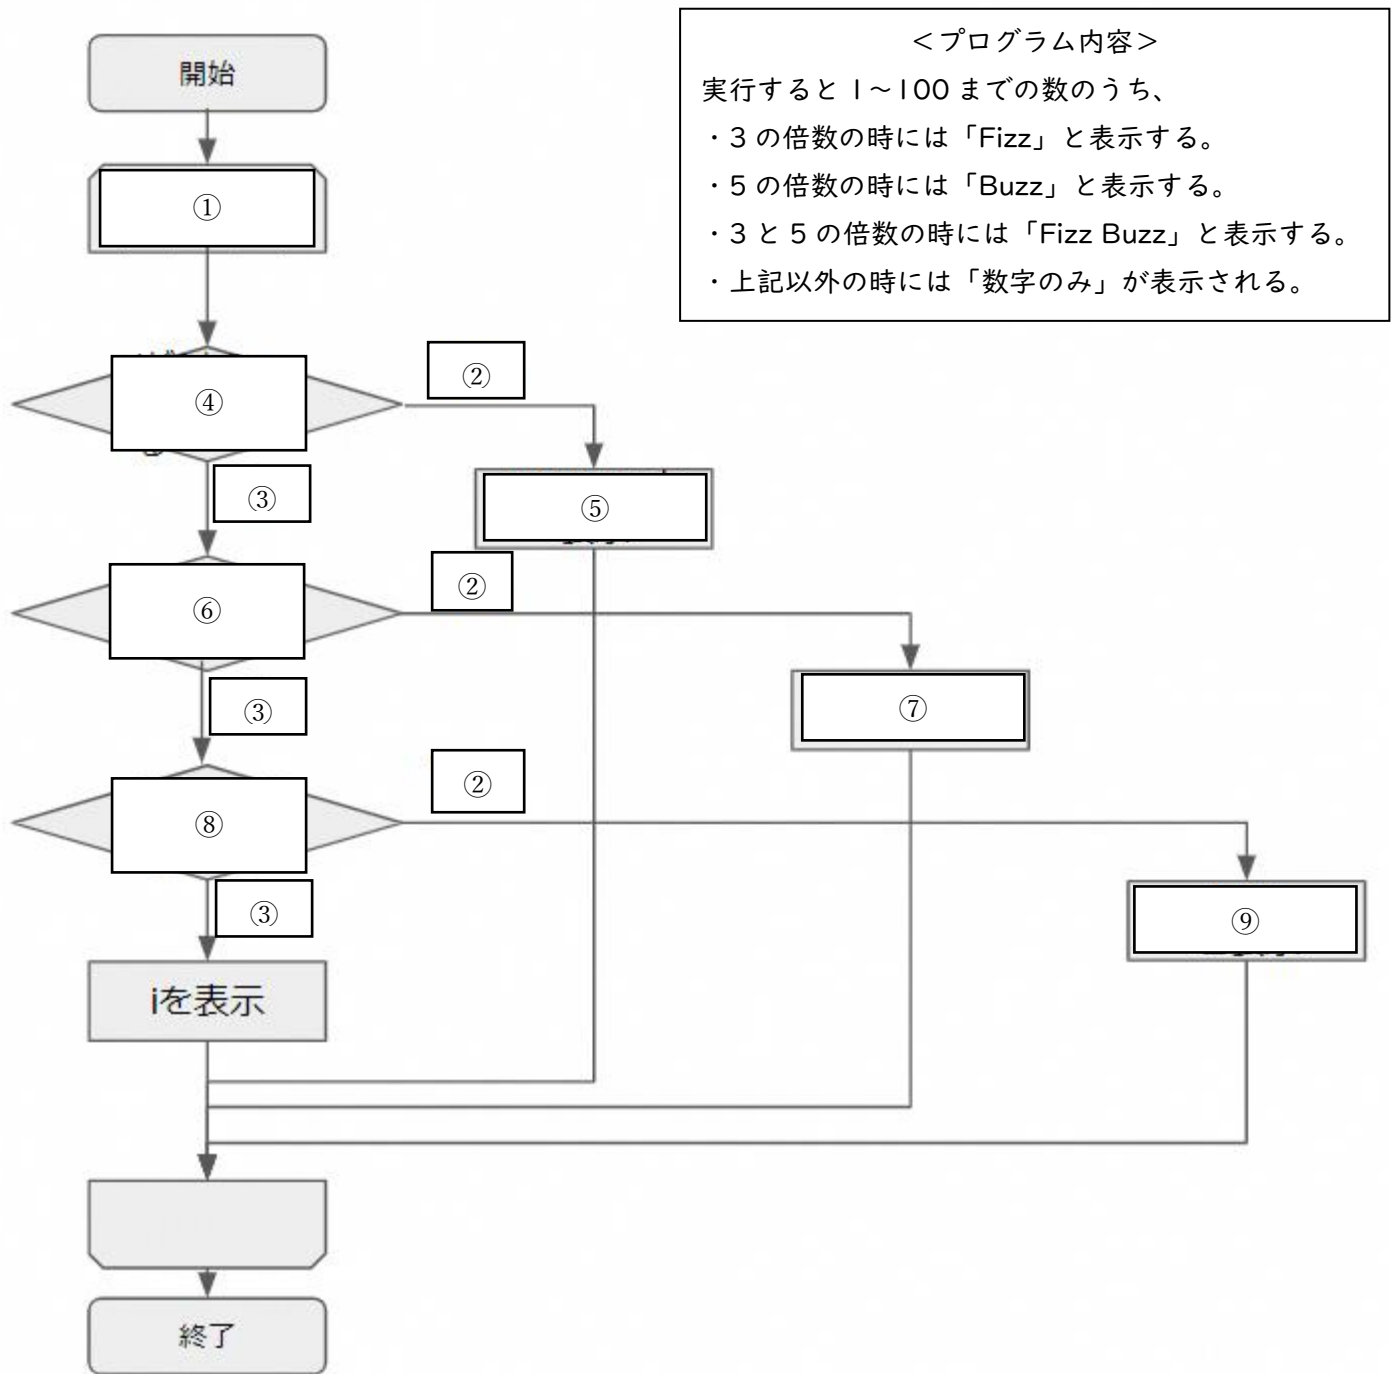 開始
＜プログラム内容＞
実行すると 1～100 までの数のうち、
・3 の倍数の時には「Fizz」と表示する。
・5 の倍数の時には「Buzz」と表示する。
・3 と 5 の倍数の時には「Fizz Buzz」と表示する。
・上記以外の時には「数字のみ」が表示される。
①
④
②
③
⑤
⑥
②
③
⑦
⑧
②
③
⑨
iを表示
終了